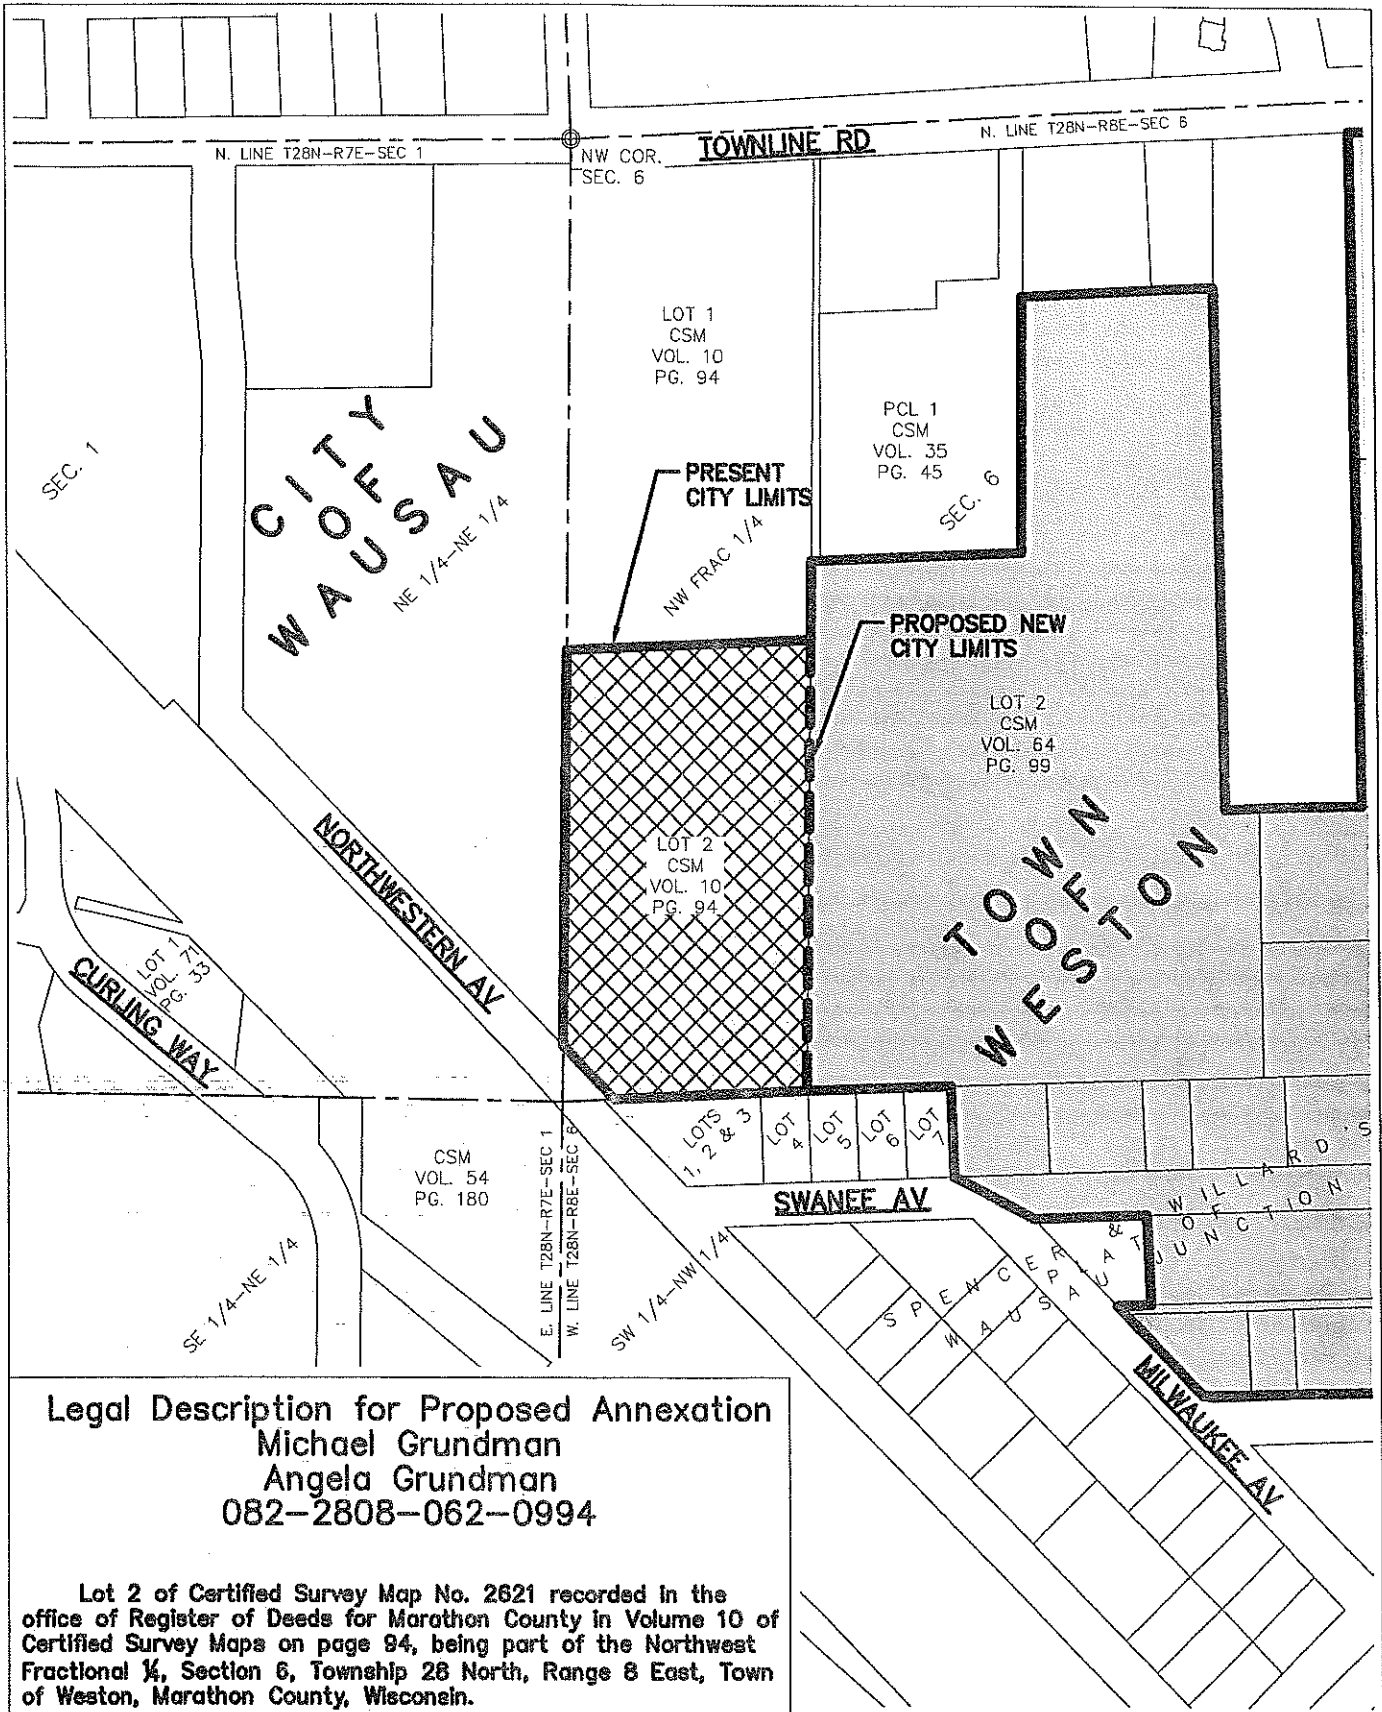 N. LINE T28N-R7E-SEC 1
NW COR.
SEC. 6
TOWNLINE RD
N. LINE T28N-R8E-SEC 6
LOT 1
CSM
VOL. 10
PG. 94
PCL 1
CSM
VOL. 35
PG. 45
SEC. 1
CITY
OF
WAUSAU
NE 1/4-NE 1/4
PRESENT
CITY LIMITS
NW FRAC 1/4
SEC. 6
PROPOSED NEW
CITY LIMITS
LOT 2
CSM
VOL. 64
PG. 99
TOWN
OF
WESTON
NORTHWESTERN AV
LOT 2
CSM
VOL. 10
PG. 94
LOT 1
VOL. 71
PG. 33
CURLING WAY
CSM
VOL. 54
PG. 180
E. LINE T28N-R7E-SEC 1
W. LINE T28N-R8E-SEC 6
LOTS
1, 2 & 3
LOT
4
LOT
5
LOT
6
LOT
7
SWANEE AV
SE 1/4-NE 1/4
SW 1/4-NW 1/4
SPENCER & WILLARD'S
PLAT OF
WAUSAU JUNCTION
MILWAUKEE AV
Legal Description for Proposed Annexation
Michael Grundman
Angela Grundman
082-2808-062-0994
Lot 2 of Certified Survey Map No. 2621 recorded in the
office of Register of Deeds for Marathon County in Volume 10 of
Certified Survey Maps on page 94, being part of the Northwest
Fractional ¼, Section 6, Township 28 North, Range 8 East, Town
of Weston, Marathon County, Wisconsin.